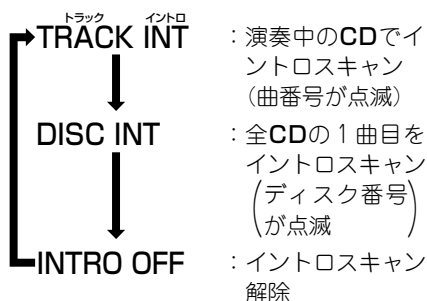 トラック イントロ
TRACK INT ：演奏中のCDでイ
ントロスキャン
（曲番号が点滅）
DISC INT ：全CDの1曲目を
イントロスキャン
（ディスク番号
が点滅）
INTRO OFF ：イントロスキャン
解除